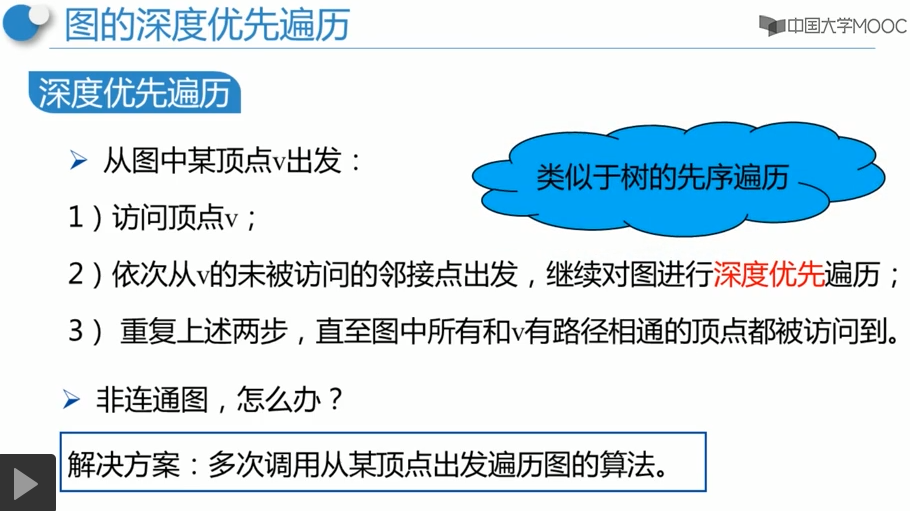 图的深度优先遍历
中国大学MOOC
深度优先遍历
➢ 从图中某顶点v出发：
类似于树的先序遍历
1）访问顶点v；
2）依次从v的未被访问的邻接点出发，继续对图进行深度优先遍历；
3） 重复上述两步，直至图中所有和v有路径相通的顶点都被访问到。
➢ 非连通图，怎么办？
解决方案：多次调用从某顶点出发遍历图的算法。